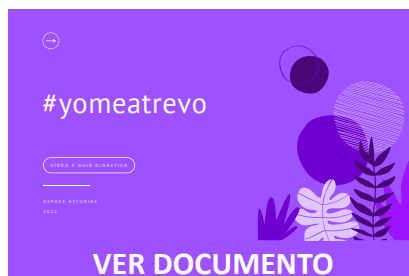 #yomeatrevo
VÍDEO Y GUÍA DIDÁCTICA
ASPACE ASTURIAS
2022
VER DOCUMENTO